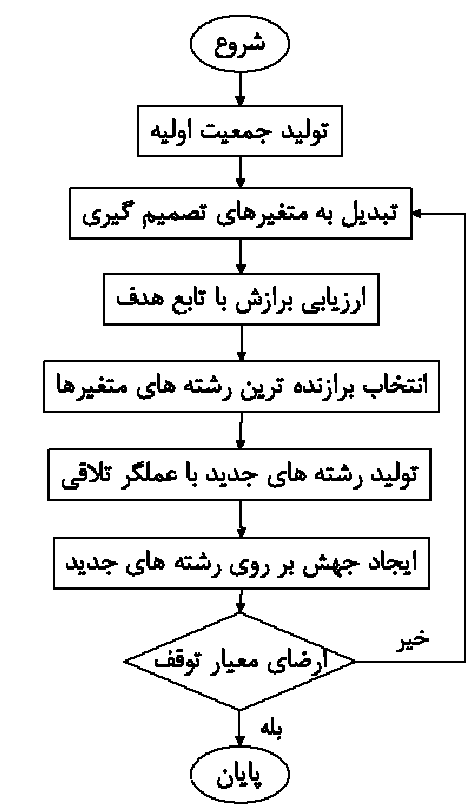 شروع
تولید جمعیت اولیه
تبدیل به متغیرهای تصمیم گیری
ارزیابی برازش با تابع هدف
انتخاب برازنده ترین رشته های متغیرها
تولید رشته های جدید با عملگر تلاقی
ایجاد جهش بر روی رشته های جدید
ارضای معیار توقف
خیر
بله
پایان